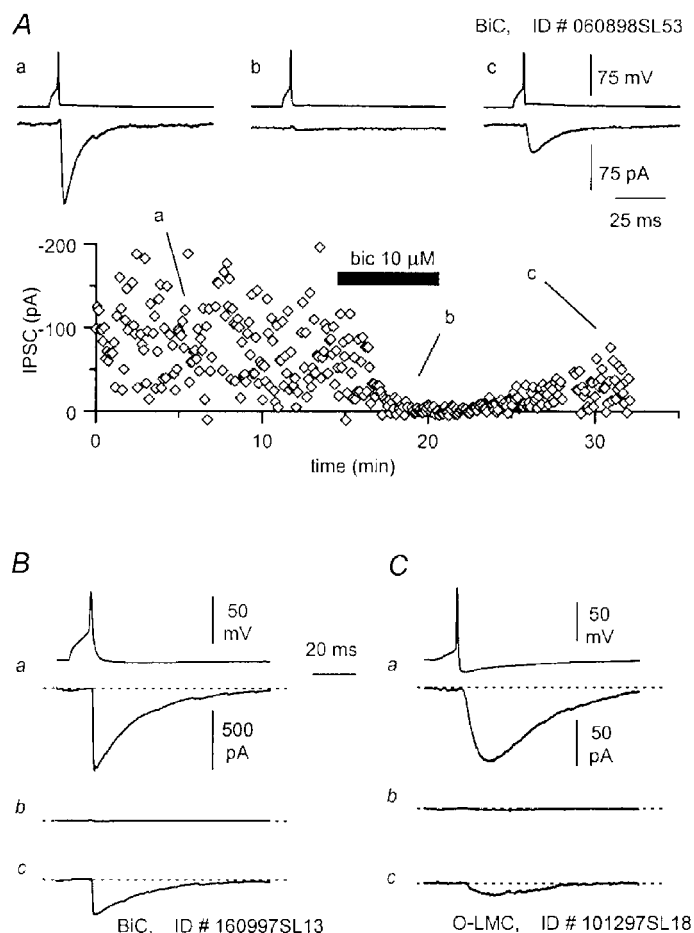 A
BiC, ID # 060898SL53
a
b
c
75 mV
75 pA
25 ms
a
-200
bic 10 µM
c
b
IPSC (pA)
-100
0
0
10
20
30
time (min)
B
C
50
mV
20 ms
50
mV
a
a
500
pA
50
pA
b
b
c
c
BiC, ID # 160997SL13
O-LMC, ID # 101297SL18